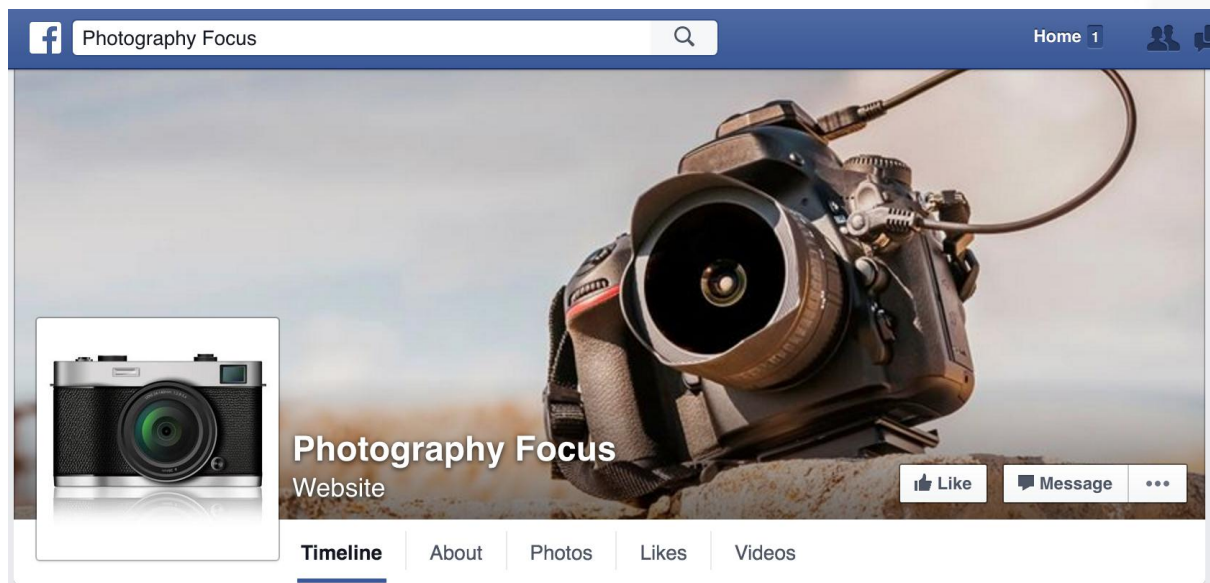 f Photography Focus Home 1
Photography Focus
Website
Like Message
Timeline About Photos Likes Videos